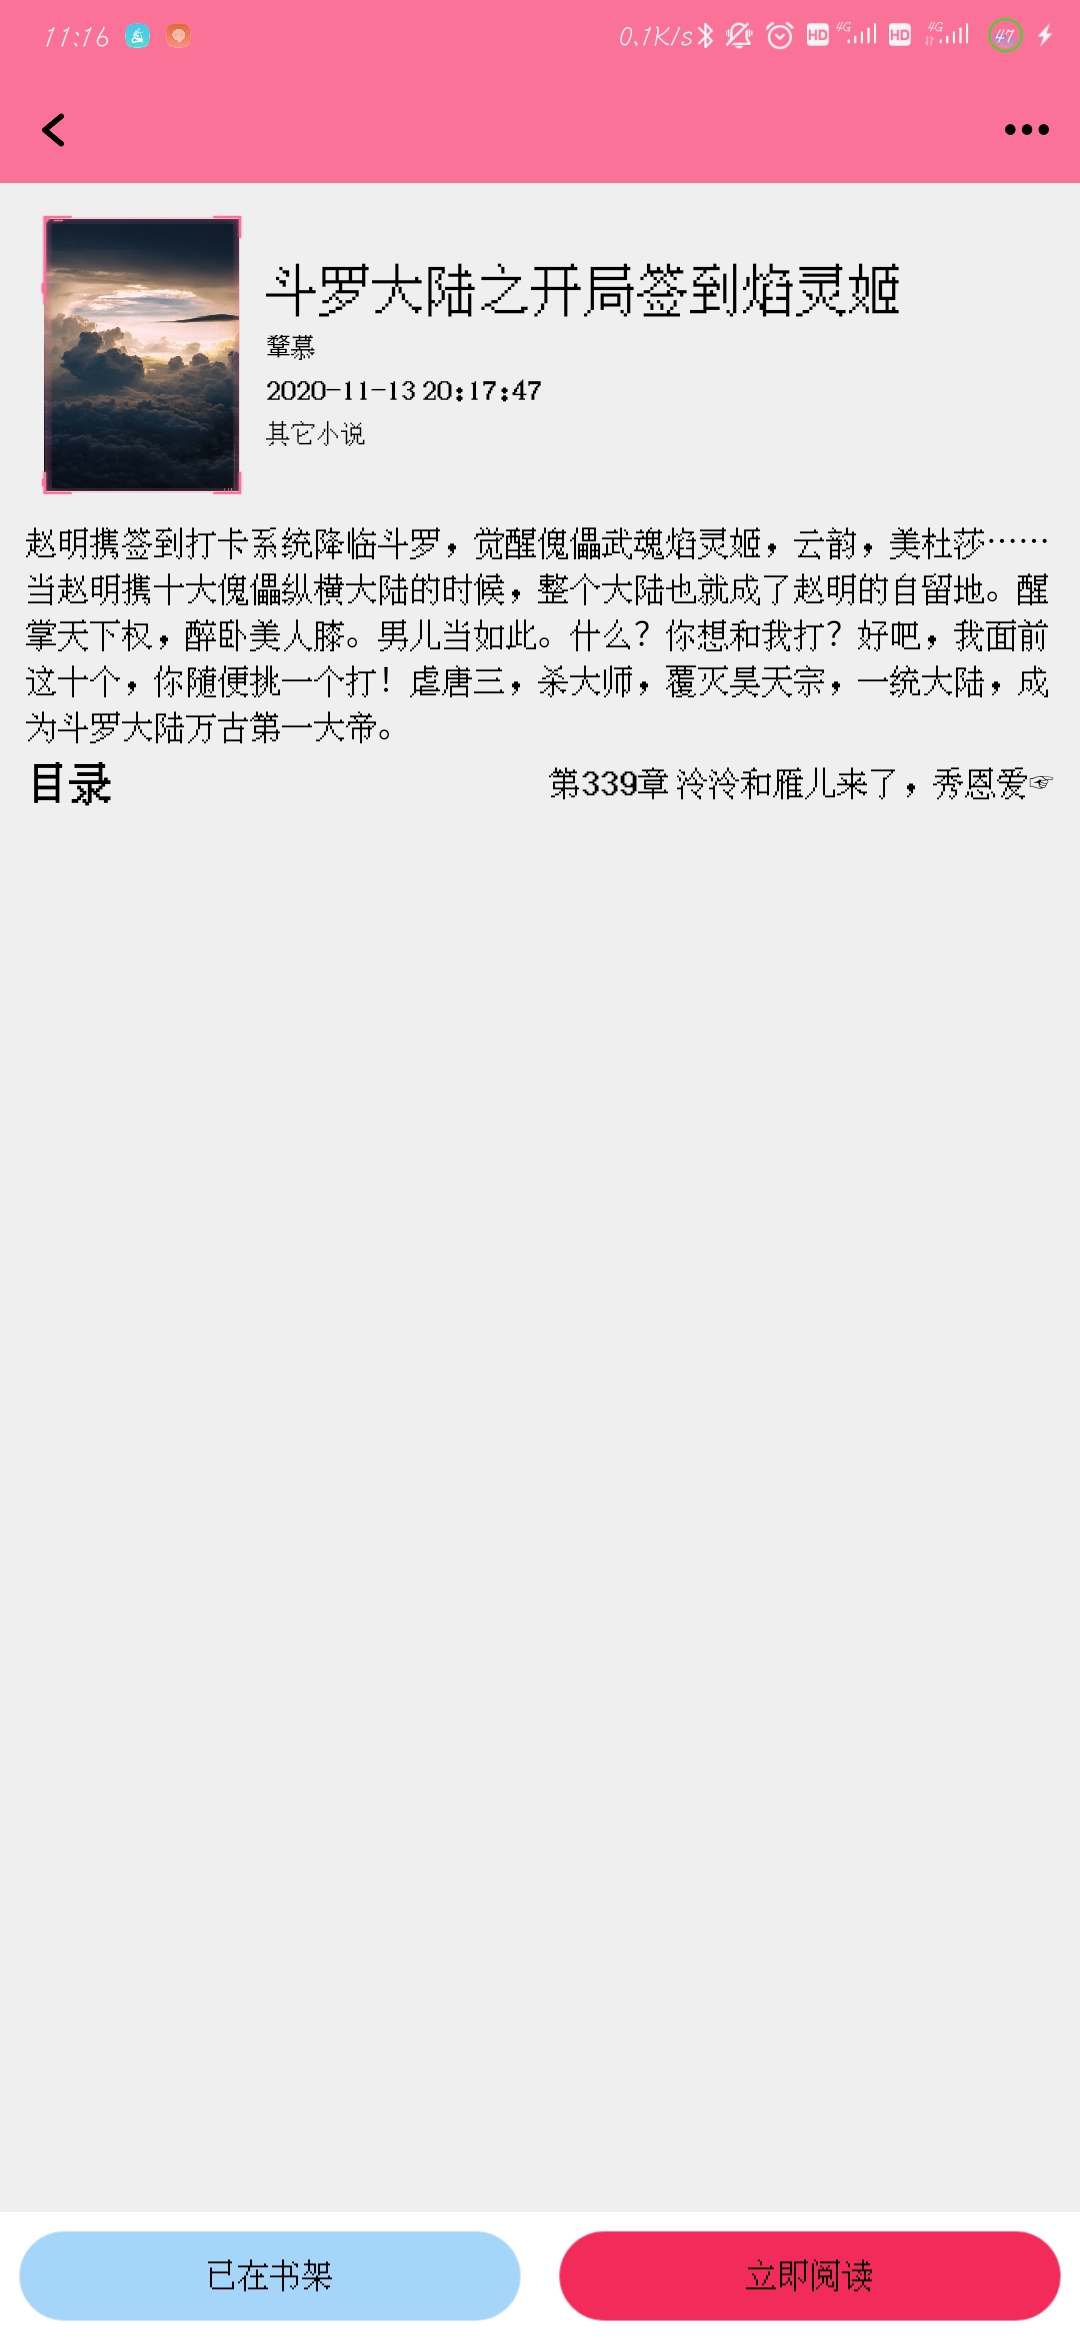 11:16
0.1K/s HD 4G HD 4G 47
斗罗大陆之开局签到焰灵姬
鞪慕
2020-11-13 20:17:47
其它小说
赵明携签到打卡系统降临斗罗，觉醒傀儡武魂焰灵姬，云韵，美杜莎……
当赵明携十大傀儡纵横大陆的时候，整个大陆也就成了赵明的自留地。醒
掌天下权，醉卧美人膝。男儿当如此。什么？你想和我打？好吧，我面前
这十个，你随便挑一个打！虐唐三，杀大师，覆灭昊天宗，一统大陆，成
为斗罗大陆万古第一大帝。
目录
第339章 泠泠和雁儿来了，秀恩爱☞
已在书架
立即阅读